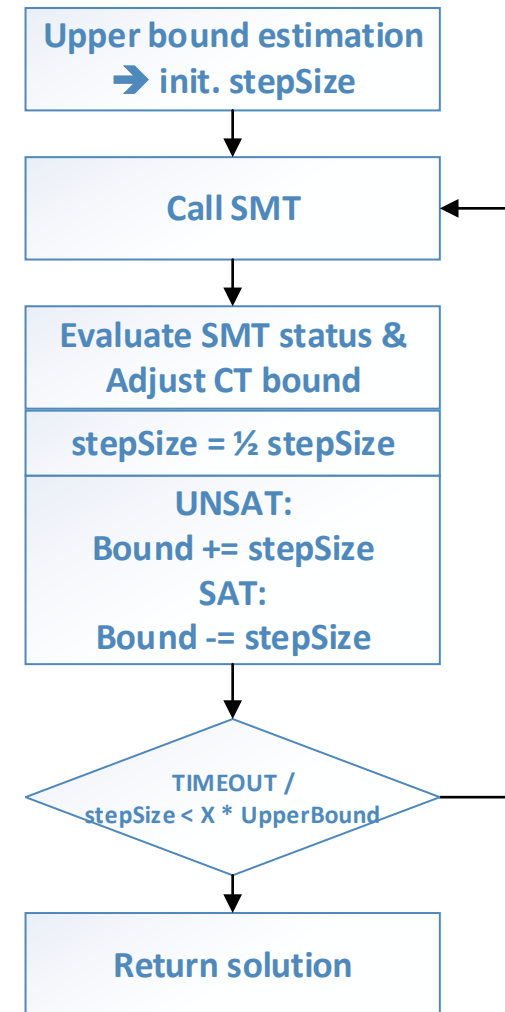 Upper bound estimation
➔ init. stepSize
Call SMT
Evaluate SMT status &
Adjust CT bound
stepSize = ½ stepSize
UNSAT:
Bound += stepSize
SAT:
Bound -= stepSize
TIMEOUT /
stepSize < X * UpperBound
Return solution